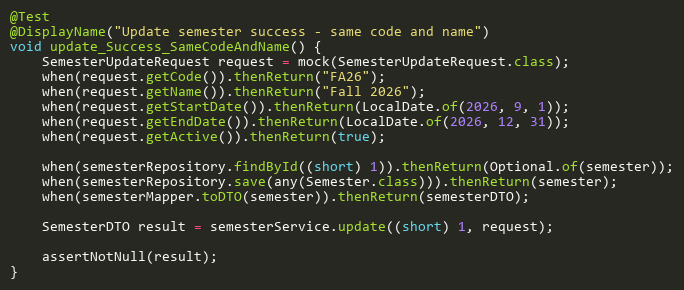 @Test
@DisplayName("Update semester success - same code and name")
void update_Success_SameCodeAndName() {
    SemesterUpdateRequest request = mock(SemesterUpdateRequest.class);
    when(request.getCode()).thenReturn("FA26");
    when(request.getName()).thenReturn("Fall 2026");
    when(request.getStartDate()).thenReturn(LocalDate.of(2026, 9, 1));
    when(request.getEndDate()).thenReturn(LocalDate.of(2026, 12, 31));
    when(request.getActive()).thenReturn(true);

    when(semesterRepository.findById((short) 1)).thenReturn(Optional.of(semester));
    when(semesterRepository.save(any(Semester.class))).thenReturn(semester);
    when(semesterMapper.toDTO(semester)).thenReturn(semesterDTO);

    SemesterDTO result = semesterService.update((short) 1, request);

    assertNotNull(result);
}